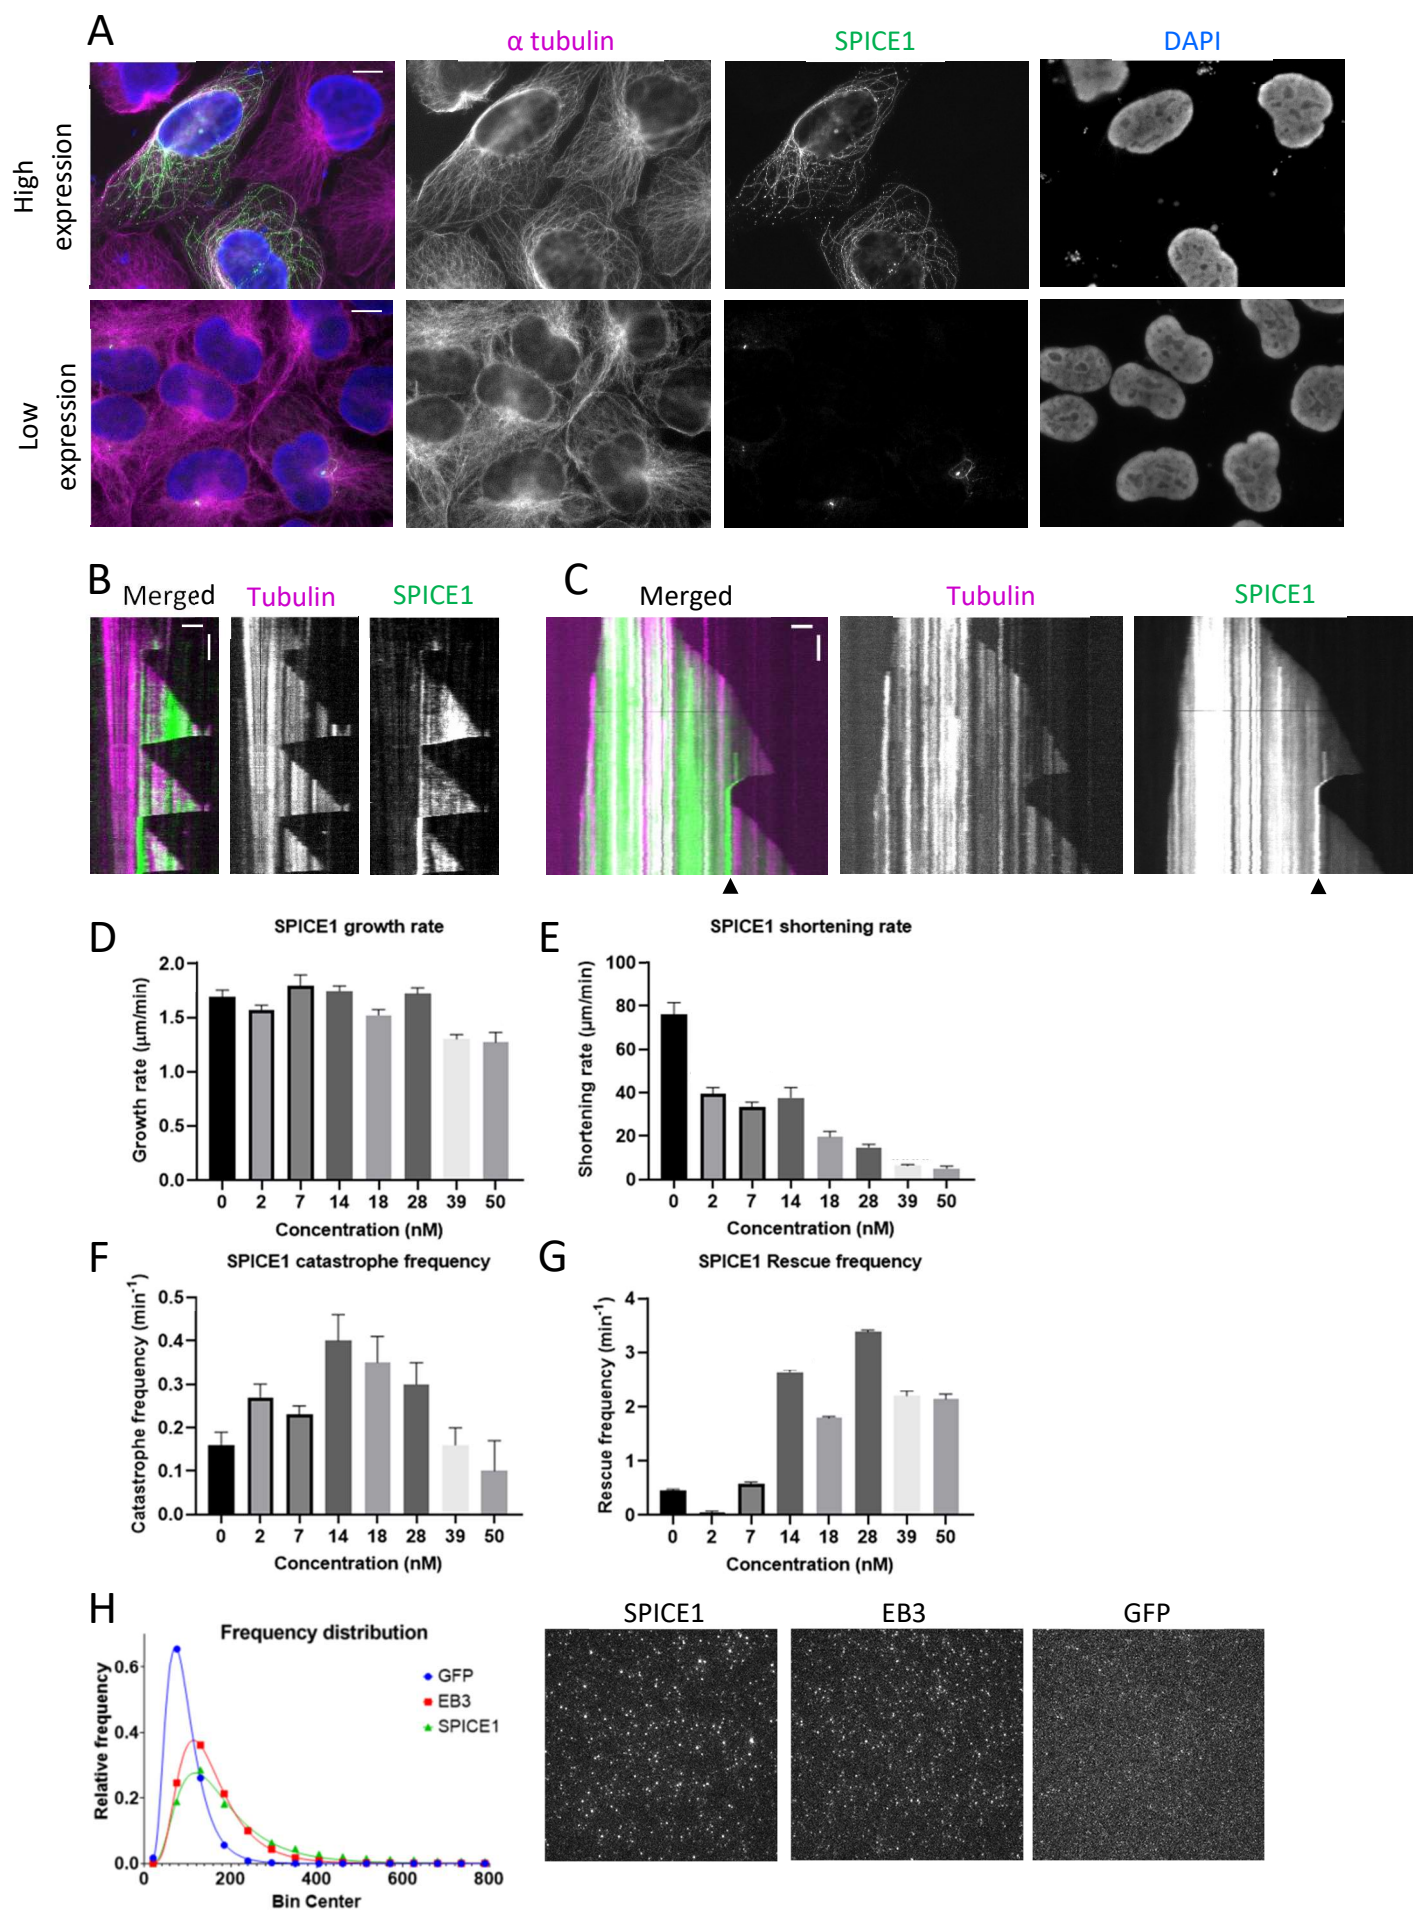 A
α tubulin SPICE1 DAPI
High
expression
Low
expression
B Merged Tubulin SPICE1
C Merged Tubulin SPICE1
D SPICE1 growth rate
Growth rate (µm/min)
2.0
1.5
1.0
0.5
0.0
0 2 7 14 18 28 39 50
Concentration (nM)
E SPICE1 shortening rate
Shortening rate (µm/min)
100
80
60
40
20
0
0 2 7 14 18 28 39 50
Concentration (nM)
F SPICE1 catastrophe frequency
Catastrophe frequency (min⁻¹)
0.5
0.4
0.3
0.2
0.1
0.0
0 2 7 14 18 28 39 50
Concentration (nM)
G SPICE1 Rescue frequency
Rescue frequency (min⁻¹)
4
3
2
1
0
0 2 7 14 18 28 39 50
Concentration (nM)
H Frequency distribution
Relative frequency
0.6
0.4
0.2
0.0
0 200 400 600 800
Bin Center
GFP
EB3
SPICE1
SPICE1 EB3 GFP